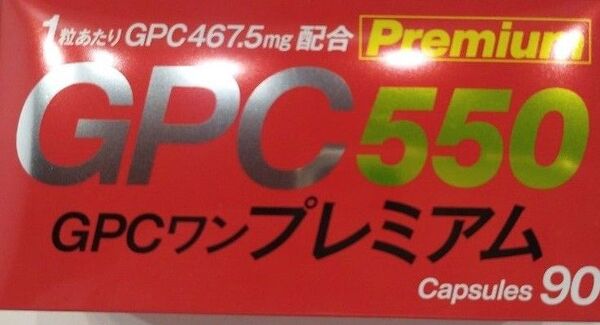 1粒あたりGPC467.5mg配合 Premium
GPC550
GPCワンプレミアム
Capsules 90